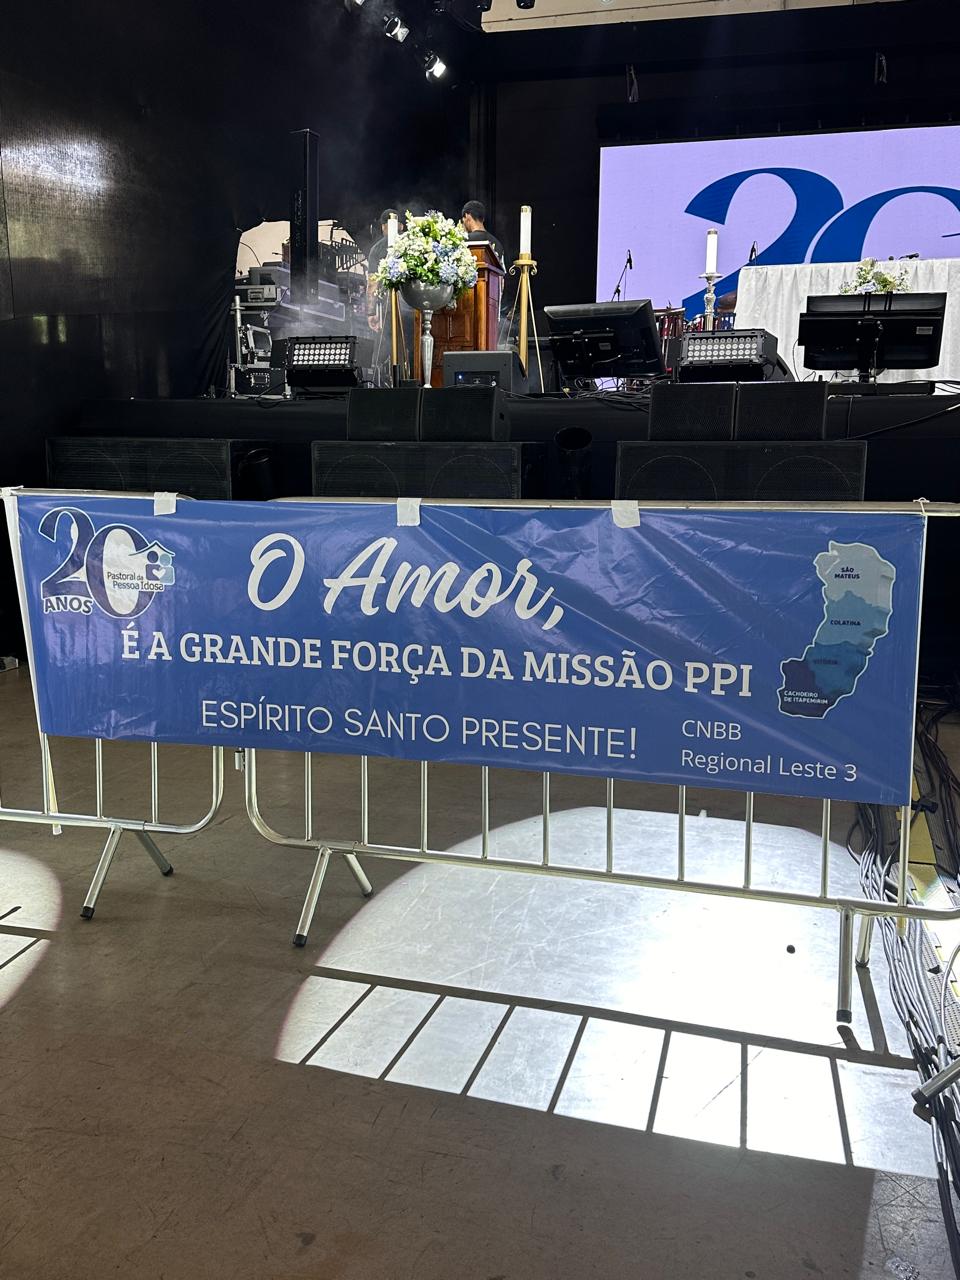 20
20
ANOS
Pastoral da
Pessoa Idosa
O Amor,
É A GRANDE FORÇA DA MISSÃO PPI
ESPÍRITO SANTO PRESENTE!
CNBB
Regional Leste 3
SÃO
MATEUS
COLATINA
VITÓRIA
CACHOEIRO
DE ITAPEMIRIM